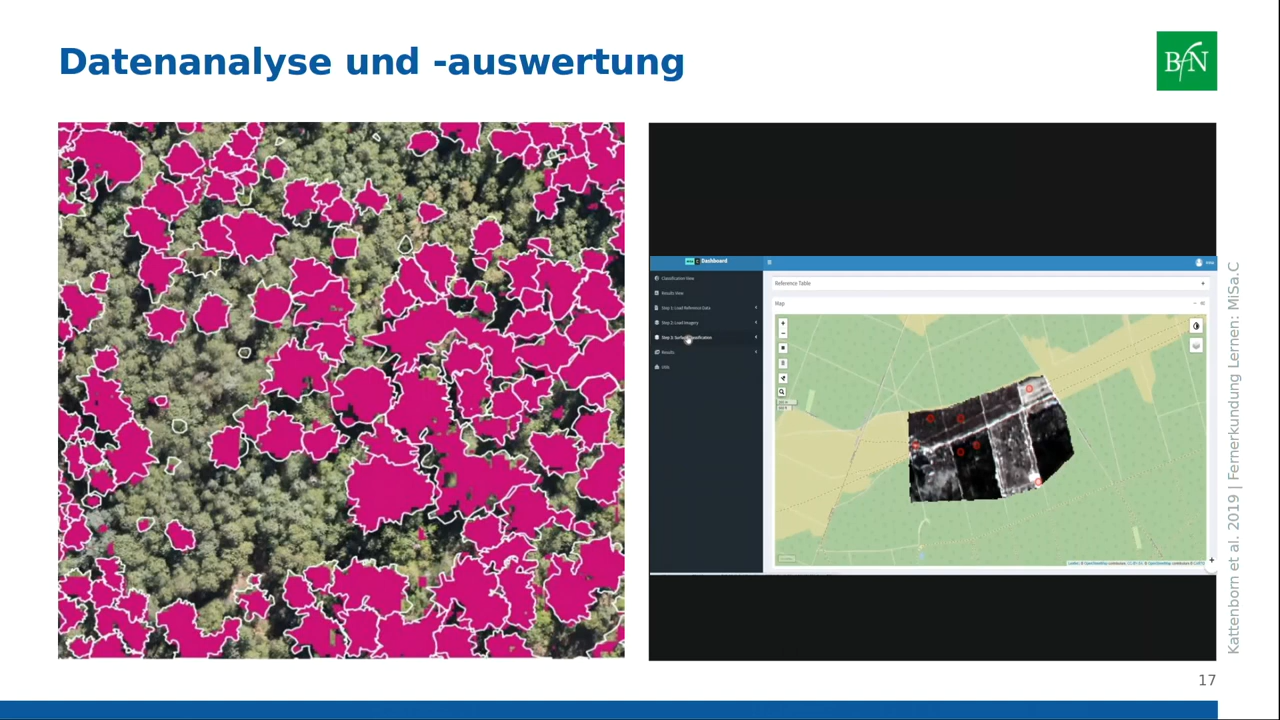 Datenanalyse und -auswertung
BfN
Dashboard
Classification View
Results View
Step 1: Load Reference Data
Step 2: Load Imagery
Step 3: Surface Classification
Results
Reference Table
Map
Kattenborn et al. 2019 | Fernerkundung Lernen: MiSa.C
17